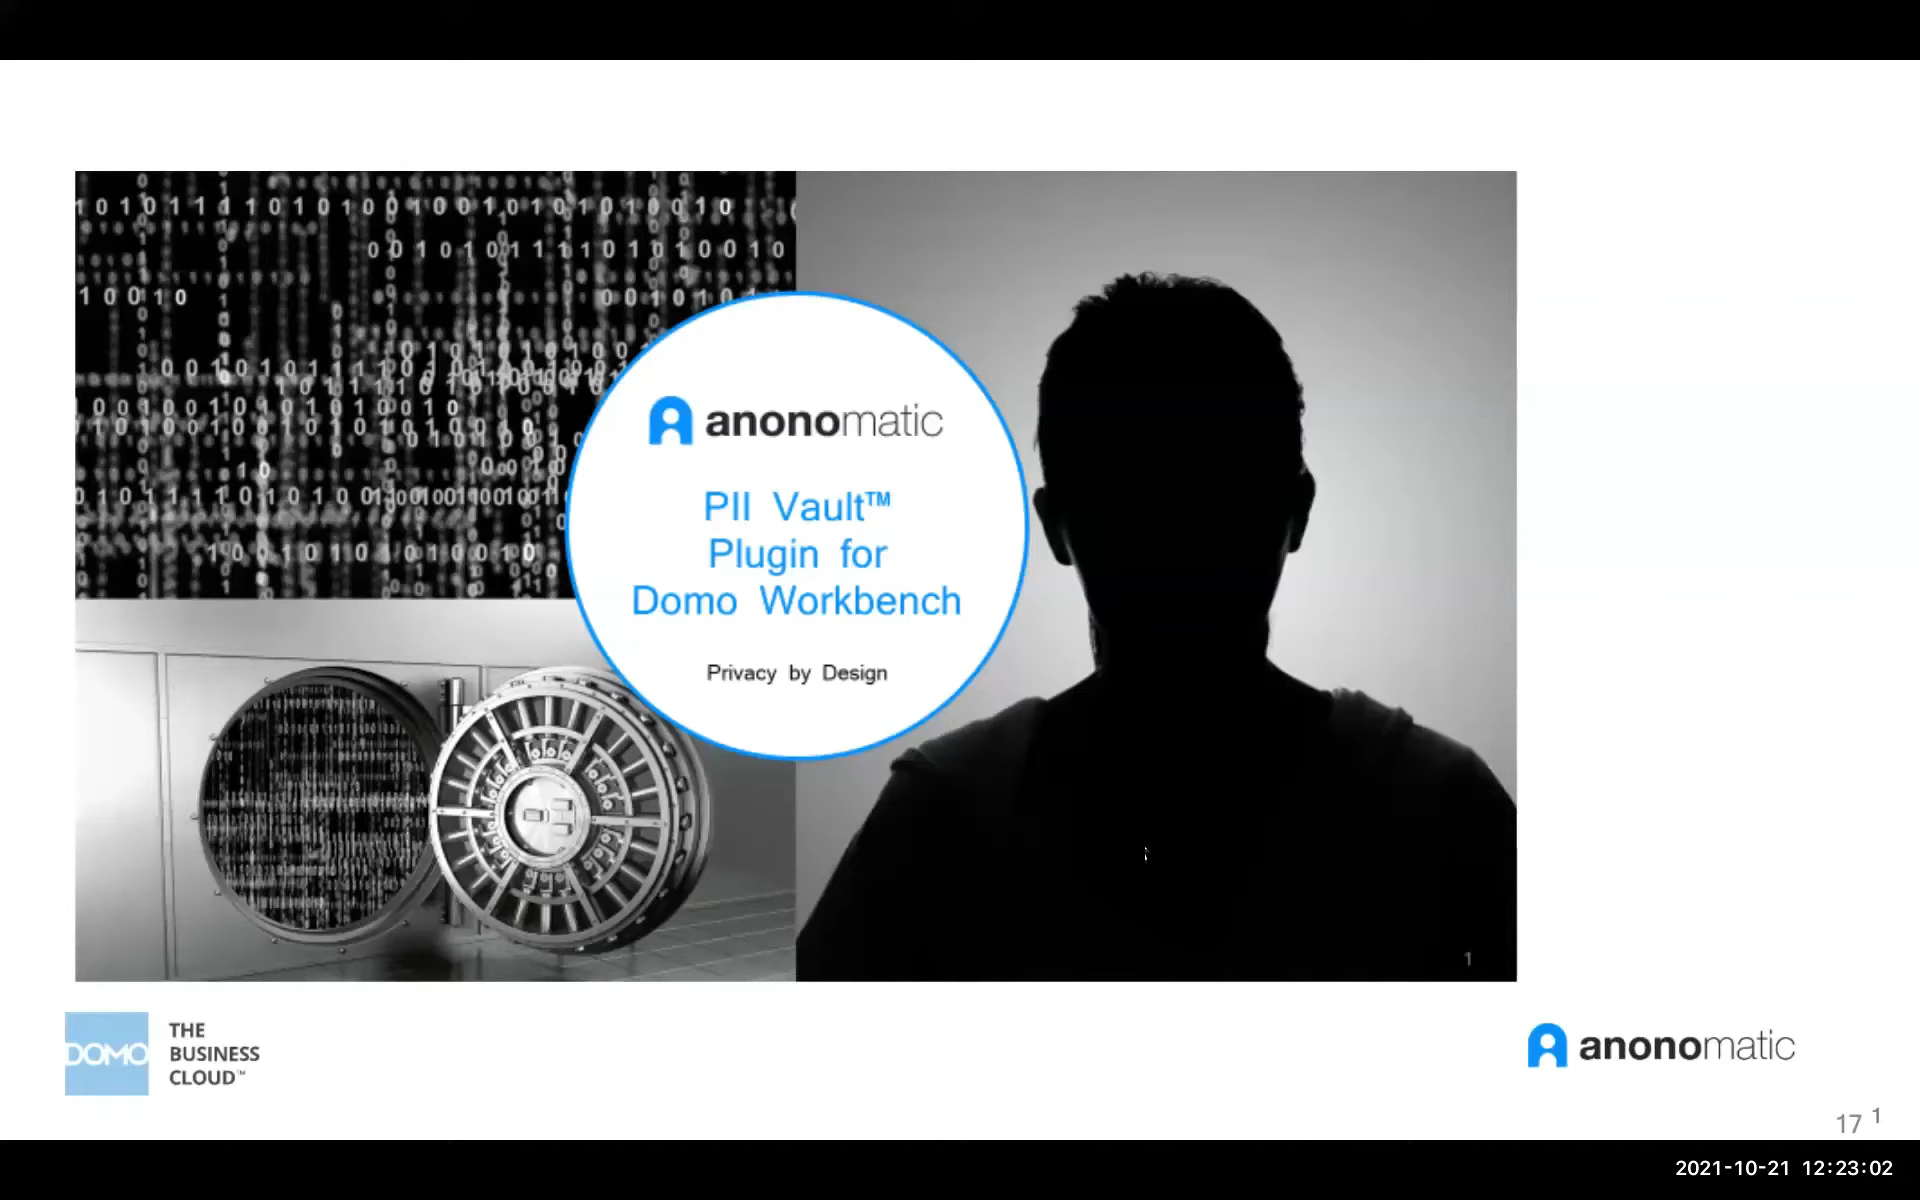 anonomatic
PII Vault™
Plugin for
Domo Workbench
Privacy by Design
1
DOMO
THE
BUSINESS
CLOUD™
anonomatic
17 1
2021-10-21 12:23:02